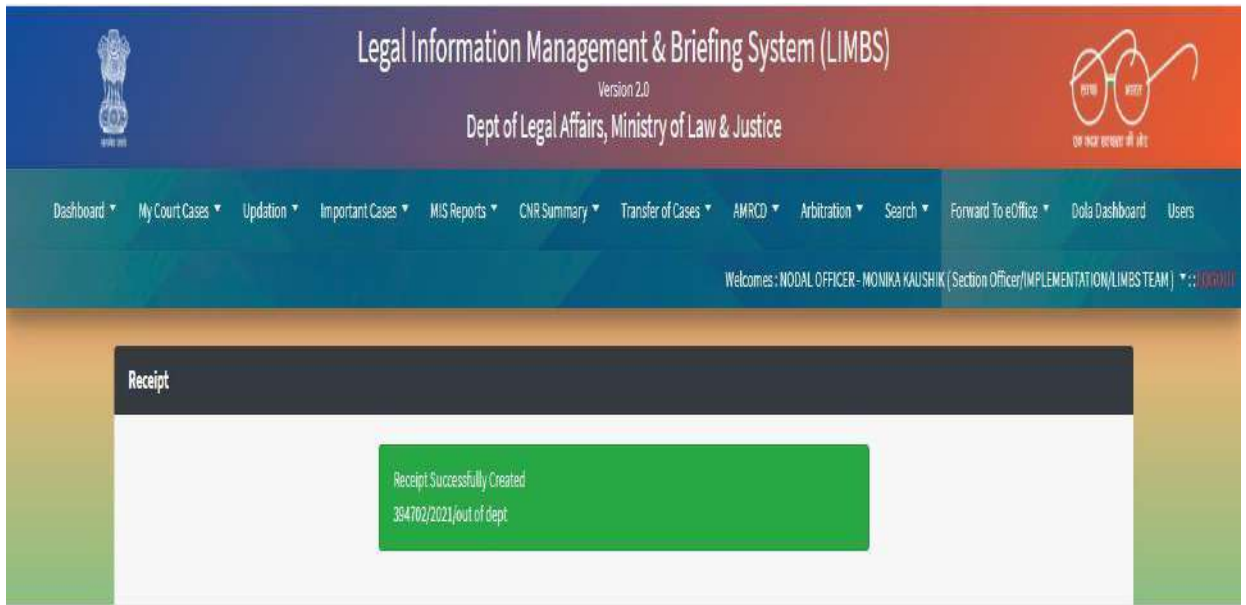 Legal Information Management & Briefing System (LIMBS)
Version 2.0
Dept of Legal Affairs, Ministry of Law & Justice
Dashboard My Court Cases Updation Important Cases MIS Reports CNR Summary Transfer of Cases AMRCD Arbitration Search Forward To eOffice Dola Dashboard Users
Welcomes : NODAL OFFICER - MONIKA KAUSHIK ( Section Officer/IMPLEMENTATION/LIMBS TEAM ) :: LOGOUT
Receipt
Receipt Successfully Created
394702/2021/out of dept